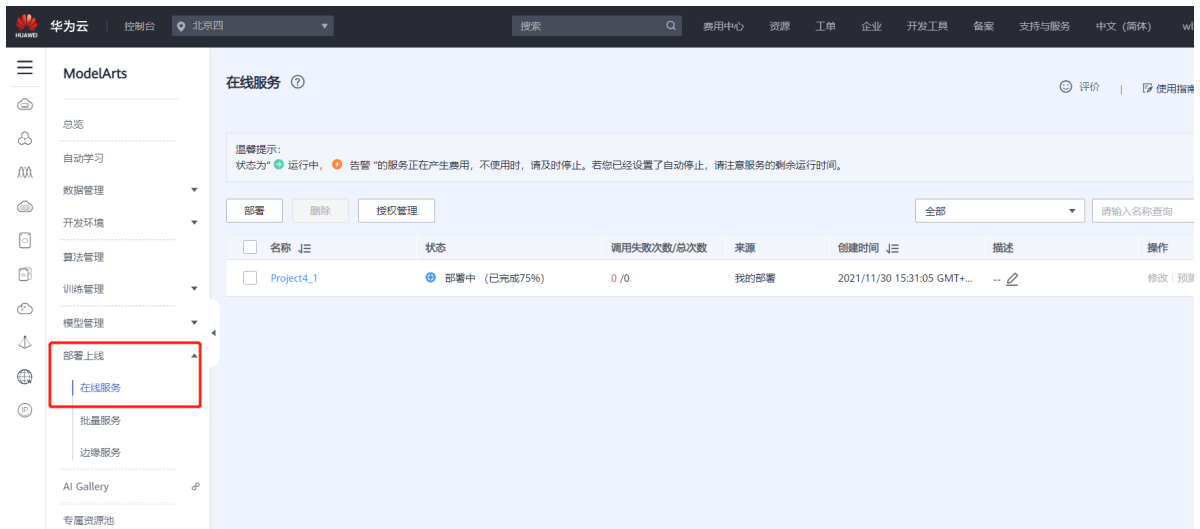 HUAWEI 华为云 控制台 北京四 搜索 费用中心 资源 工单 企业 开发工具 备案 支持与服务 中文 (简体) wl
ModelArts
总览
自动学习
数据管理
开发环境
算法管理
训练管理
模型管理
部署上线
在线服务
批量服务
边缘服务
AI Gallery
专属资源池
在线服务 ?
评价 | 使用指南
温馨提示:
状态为“ 运行中, 告警 ”的服务正在产生费用,不使用时,请及时停止。若您已经设置了自动停止,请注意服务的剩余运行时间。
部署 删除 授权管理 全部 请输入名称查询
名称 状态 调用失败次数/总次数 来源 创建时间 描述 操作
Project4_1 部署中 (已完成75%) 0 /0 我的部署 2021/11/30 15:31:05 GMT+... -- 修改 | 预测